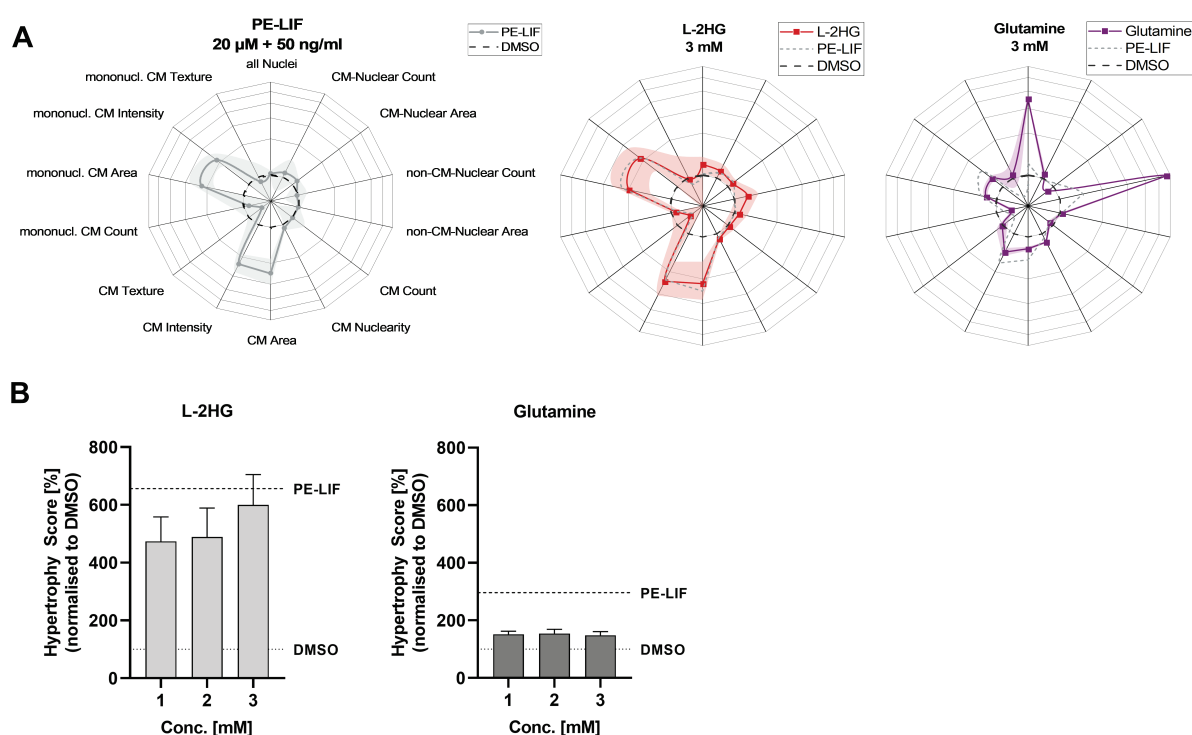 A
PE-LIF
20 µM + 50 ng/ml
PE-LIF
DMSO
all Nuclei
CM-Nuclear Count
CM-Nuclear Area
non-CM-Nuclear Count
non-CM-Nuclear Area
CM Count
CM Nuclearity
CM Area
CM Intensity
CM Texture
mononucl. CM Count
mononucl. CM Area
mononucl. CM Intensity
mononucl. CM Texture
L-2HG
3 mM
L-2HG
PE-LIF
DMSO
Glutamine
3 mM
Glutamine
PE-LIF
DMSO
B
L-2HG
Hypertrophy Score [%]
(normalised to DMSO)
800
600
400
200
0
PE-LIF
DMSO
1 2 3
Conc. [mM]
Glutamine
Hypertrophy Score [%]
(normalised to DMSO)
800
600
400
200
0
PE-LIF
DMSO
1 2 3
Conc. [mM]